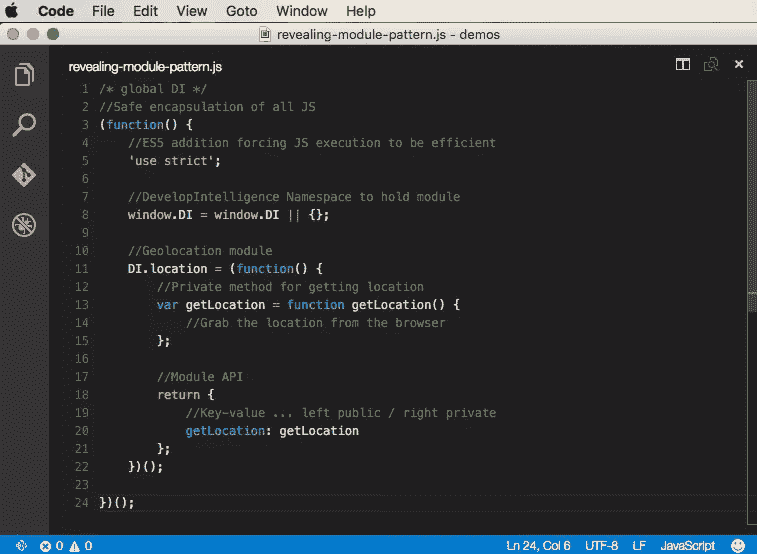 Code File Edit View Goto Window Help
revealing-module-pattern.js - demos
revealing-module-pattern.js
1 /* global DI */
2 //Safe encapsulation of all JS
3 (function() {
4     //ES5 addition forcing JS execution to be efficient
5     'use strict';
6
7     //DevelopIntelligence Namespace to hold module
8     window.DI = window.DI || {};
9
10     //Geolocation module
11     DI.location = (function() {
12         //Private method for getting location
13         var getLocation = function getLocation() {
14             //Grab the location from the browser
15         };
16
17         //Module API
18         return {
19             //Key-value ... left public / right private
20             getLocation: getLocation
21         };
22     })();
23
24 })();
0 0 Ln 24, Col 6 UTF-8 LF JavaScript